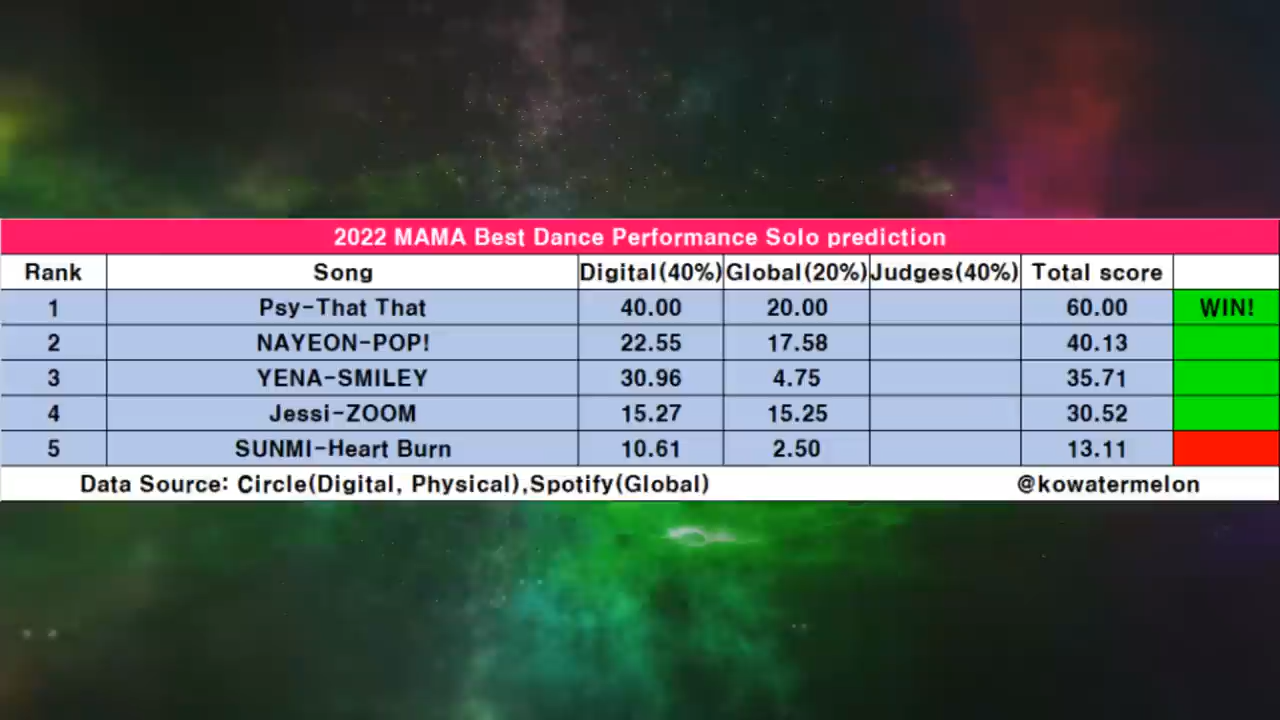 2022 MAMA Best Dance Performance Solo prediction
Rank Song Digital(40%) Global(20%) Judges(40%) Total score
1 Psy-That That 40.00 20.00 60.00 WIN!
2 NAYEON-POP! 22.55 17.58 40.13
3 YENA-SMILEY 30.96 4.75 35.71
4 Jessi-ZOOM 15.27 15.25 30.52
5 SUNMI-Heart Burn 10.61 2.50 13.11
Data Source: Circle(Digital, Physical),Spotify(Global) @kowatermelon